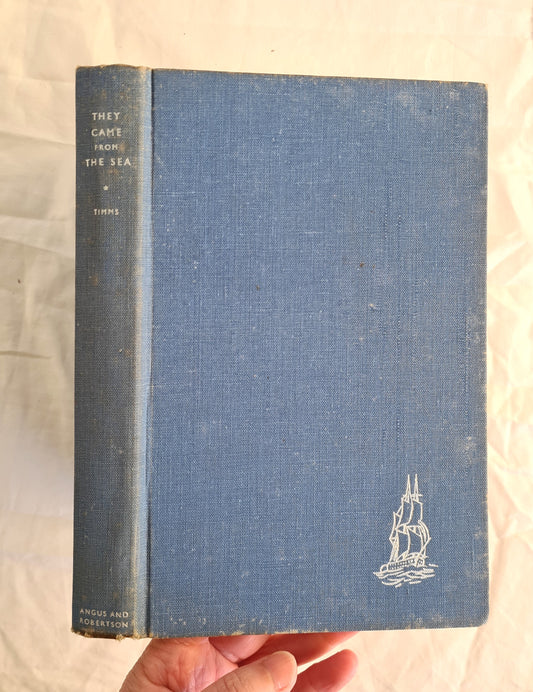 THEY
CAME
FROM
THE SEA
TIMMS
ANGUS AND
ROBERTSON